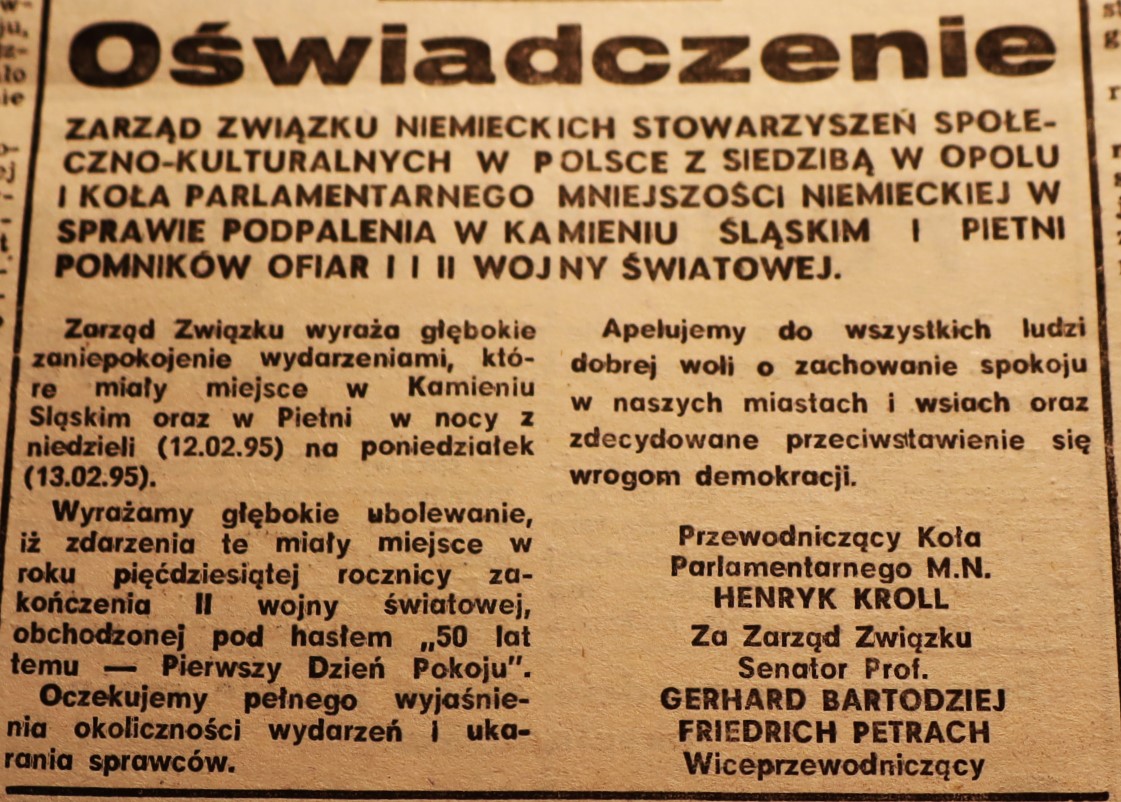 Oświadczenie
ZARZĄD ZWIĄZKU NIEMIECKICH STOWARZYSZEŃ SPOŁE-
CZNO-KULTURALNYCH W POLSCE Z SIEDZIBĄ W OPOLU
I KOŁA PARLAMENTARNEGO MNIEJSZOŚCI NIEMIECKIEJ W
SPRAWIE PODPALENIA W KAMIENIU ŚLĄSKIM I PIETNI
POMNIKÓW OFIAR I I II WOJNY ŚWIATOWEJ.
Zarząd Związku wyraża głębokie
zaniepokojenie wydarzeniami, któ-
re miały miejsce w Kamieniu
Sląskim oraz w Pietni w nocy z
niedzieli (12.02.95) na poniedziałek
(13.02.95).
Wyrażamy głębokie ubolewanie,
iż zdarzenia te miały miejsce w
roku pięćdziesiątej rocznicy za-
kończenia II wojny światowej,
obchodzonej pod hasłem „50 lat
temu — Pierwszy Dzień Pokoju”.
Oczekujemy pełnego wyjaśnie-
nia okoliczności wydarzeń i uka-
rania sprawców.
Apelujemy do wszystkich ludzi
dobrej woli o zachowanie spokoju
w naszych miastach i wsiach oraz
zdecydowane przeciwstawienie się
wrogom demokracji.
Przewodniczący Koła
Parlamentarnego M.N.
HENRYK KROLL
Za Zarząd Związku
Senator Prof.
GERHARD BARTODZIEJ
FRIEDRICH PETRACH
Wiceprzewodniczący